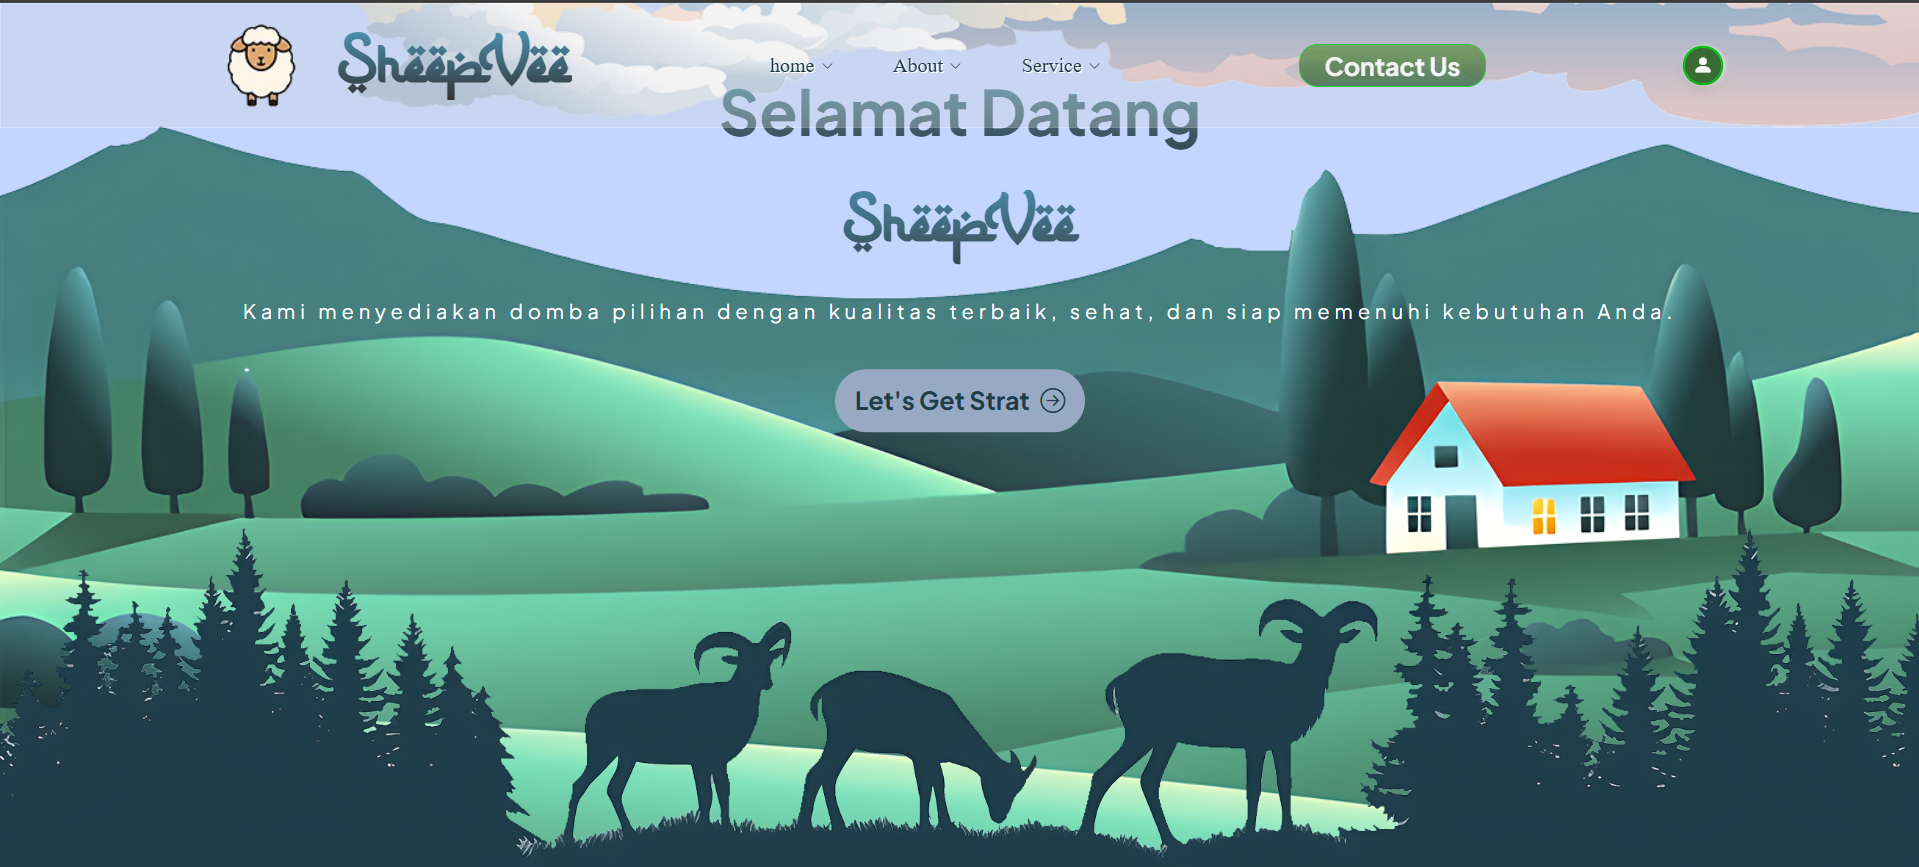 SheepVee
home About Service Contact Us
Selamat Datang
SheepVee
Kami menyediakan domba pilihan dengan kualitas terbaik, sehat, dan siap memenuhi kebutuhan Anda.
Let's Get Strat